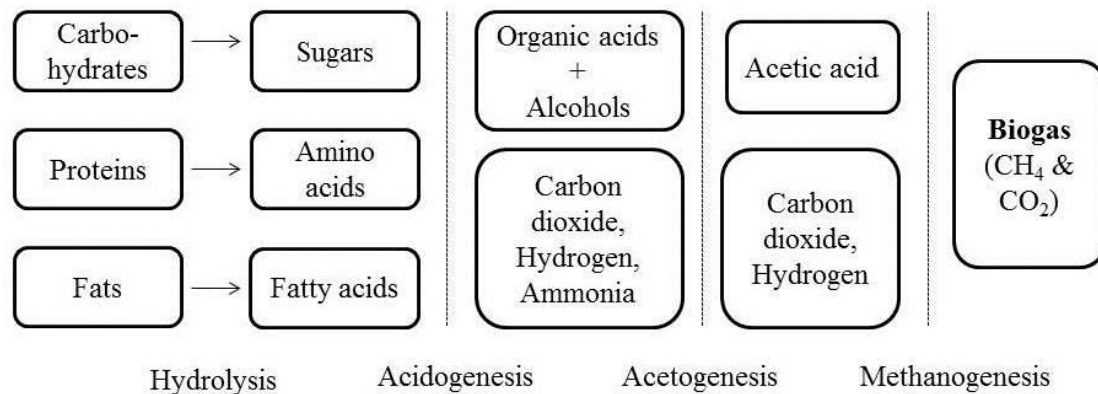 Carbo-
hydrates
Sugars
Organic acids
+
Alcohols
Acetic acid
Proteins
Amino
acids
Carbon
dioxide,
Hydrogen,
Ammonia
Carbon
dioxide,
Hydrogen
Biogas
(CH₄ &
CO₂)
Fats
Fatty acids
Hydrolysis
Acidogenesis
Acetogenesis
Methanogenesis